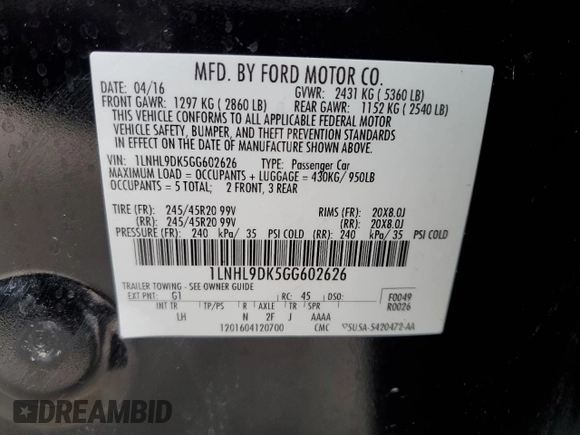 MFD. BY FORD MOTOR CO.
DATE: 04/16 GVWR: 2431 KG ( 5360 LB)
FRONT GAWR: 1297 KG ( 2860 LB) REAR GAWR: 1152 KG ( 2540 LB)
THIS VEHICLE CONFORMS TO ALL APPLICABLE FEDERAL MOTOR
VEHICLE SAFETY, BUMPER, AND THEFT PREVENTION STANDARDS
IN EFFECT ON THE DATE OF MANUFACTURE SHOWN ABOVE.
VIN: 1LNHL9DK5GG602626 TYPE: Passenger Car
MAXIMUM LOAD = OCCUPANTS + LUGGAGE = 430KG/ 950LB
OCCUPANTS = 5 TOTAL; 2 FRONT, 3 REAR
TIRE (FR): 245/45R20 99V RIMS (FR): 20X8.0J
(RR): 245/45R20 99V (RR): 20X8.0J
PRESSURE (FR): 240 kPa/ 35 PSI COLD (RR): 240 kPa/ 35 PSI COLD
1LNHL9DK5GG602626
TRAILER TOWING - SEE OWNER GUIDE
EXT PNT: G1 RC: 45 DSO: F0049
INT TR TP/PS R AXLE TR SPR R0026
LH N 2F J AAAA
1201604120700 CMC
DREAMBID